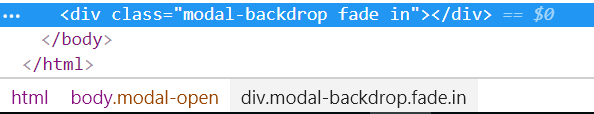 ••• <div class="modal-backdrop fade in"></div> == $0
</body>
</html>
html body.modal-open div.modal-backdrop.fade.in